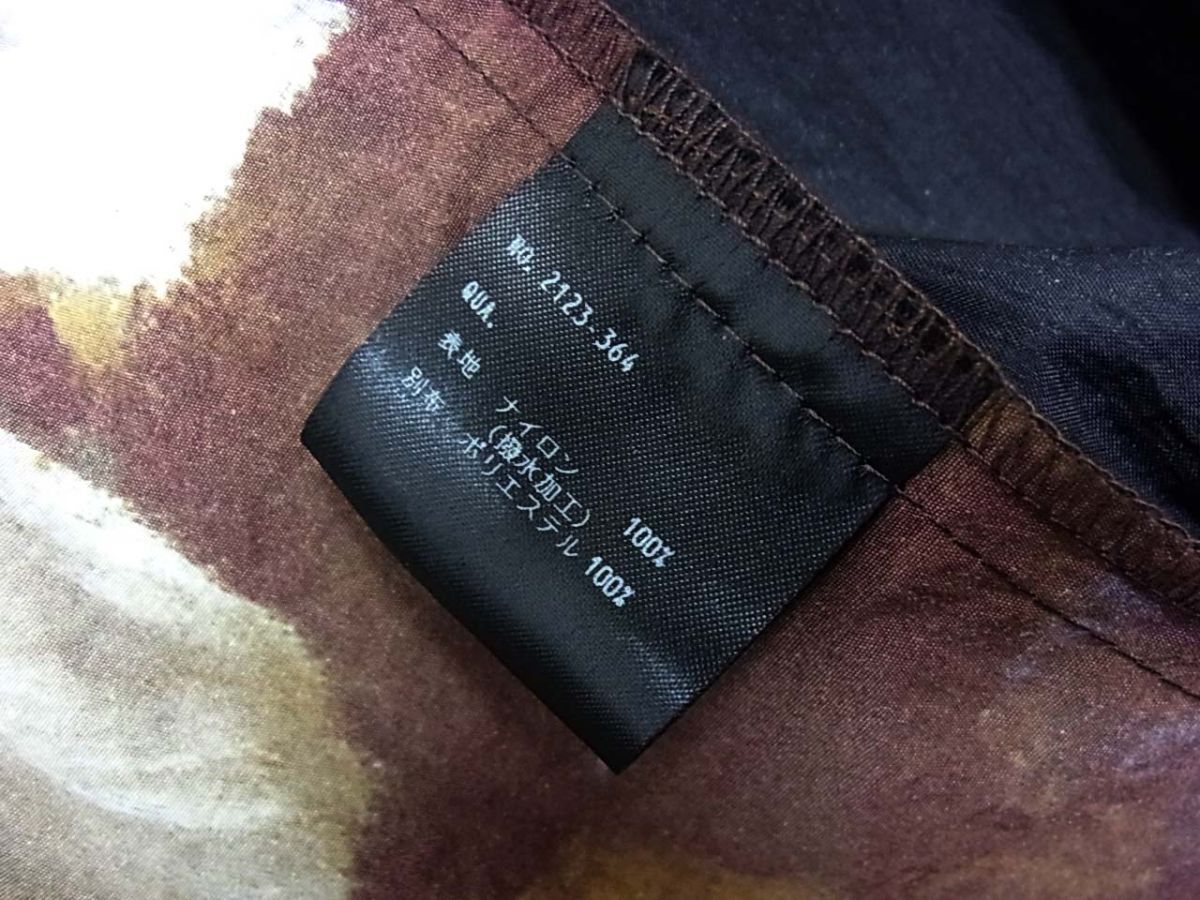 NO. 2123-364
QUA.
表地 ナイロン
(撥水加工) 100%
別布 ポリエステル 100%